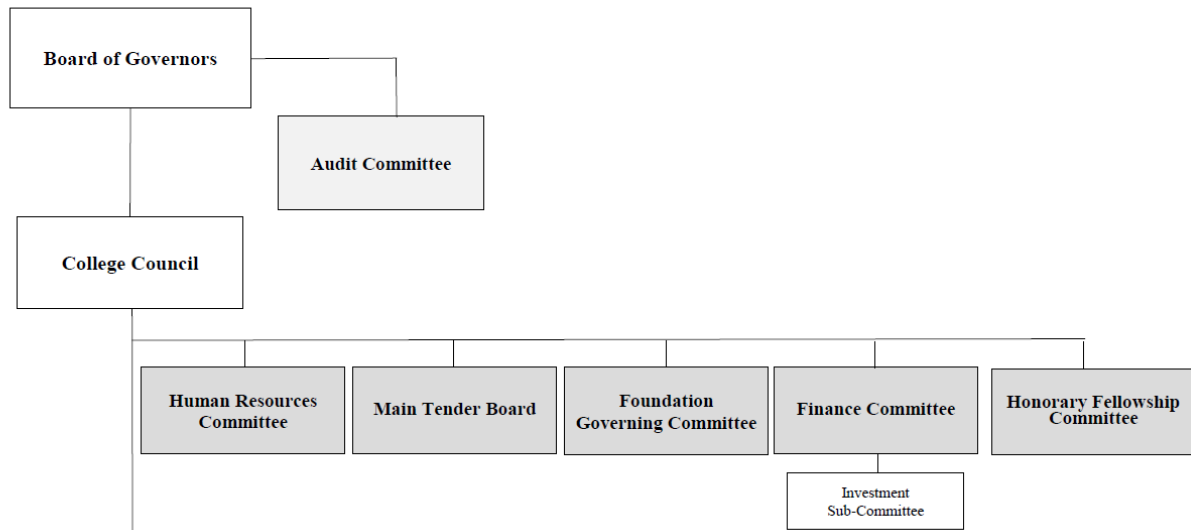 Board of Governors
Audit Committee
College Council
Human Resources
Committee
Main Tender Board
Foundation
Governing Committee
Finance Committee
Honorary Fellowship
Committee
Investment
Sub-Committee